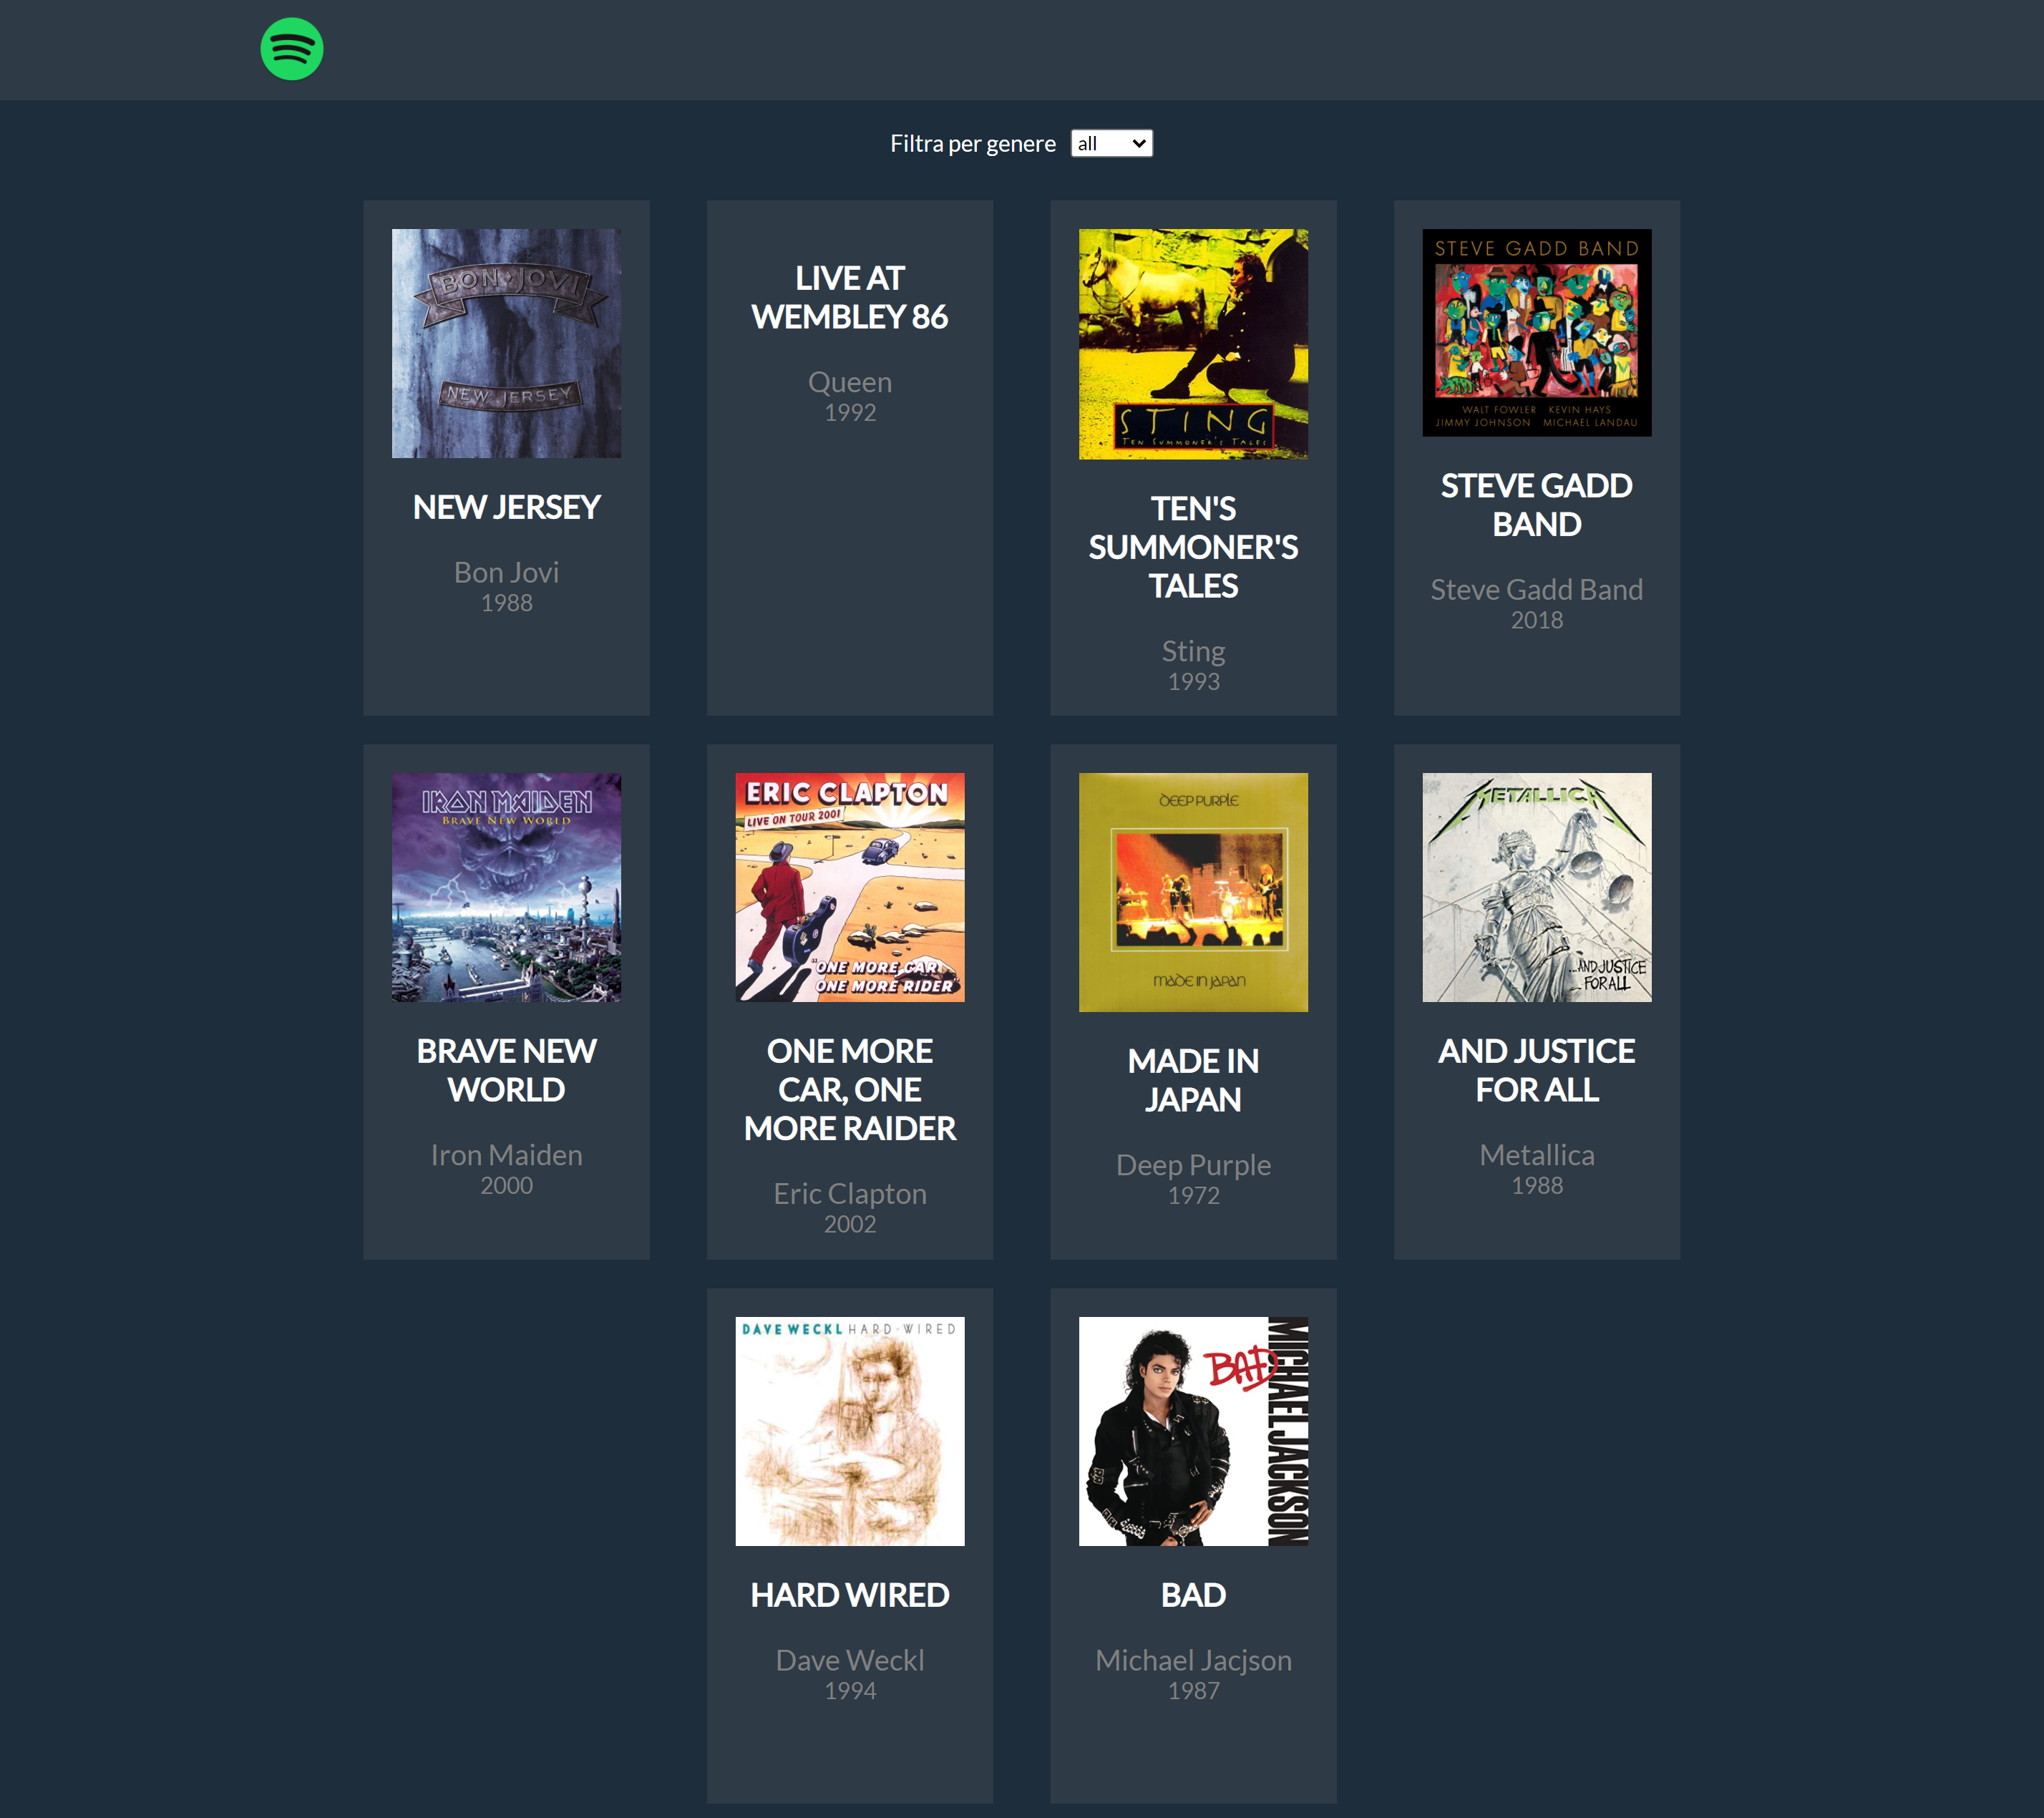 Filtra per genere all
BON JOVI
NEW JERSEY
NEW JERSEY
Bon Jovi
1988
LIVE AT
WEMBLEY 86
Queen
1992
STING
TEN SUMMONER'S TALES
TEN'S
SUMMONER'S
TALES
Sting
1993
STEVE GADD BAND
WALT FOWLER KEVIN HAYS
JIMMY JOHNSON MICHAEL LANDAU
STEVE GADD
BAND
Steve Gadd Band
2018
IRON MAIDEN
BRAVE NEW WORLD
BRAVE NEW
WORLD
Iron Maiden
2000
ERIC CLAPTON
LIVE ON TOUR 2001
"ONE MORE CAR,
ONE MORE RIDER"
ONE MORE
CAR, ONE
MORE RAIDER
Eric Clapton
2002
DEEP PURPLE
MADE IN JAPAN
MADE IN
JAPAN
Deep Purple
1972
METALLICA
...AND JUSTICE
FOR ALL
AND JUSTICE
FOR ALL
Metallica
1988
DAVE WECKL HARD-WIRED
HARD WIRED
Dave Weckl
1994
BAD
MICHAEL JACKSON
BAD
Michael Jacjson
1987